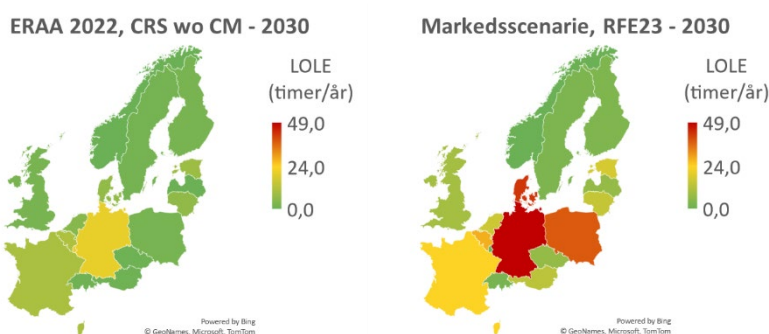 ERAA 2022, CRS wo CM - 2030
LOLE
(timer/år)
49,0
24,0
0,0
Powered by Bing
© GeoNames, Microsoft, TomTom
Markedsscenarie, RFE23 - 2030
LOLE
(timer/år)
49,0
24,0
0,0
Powered by Bing
© GeoNames, Microsoft, TomTom